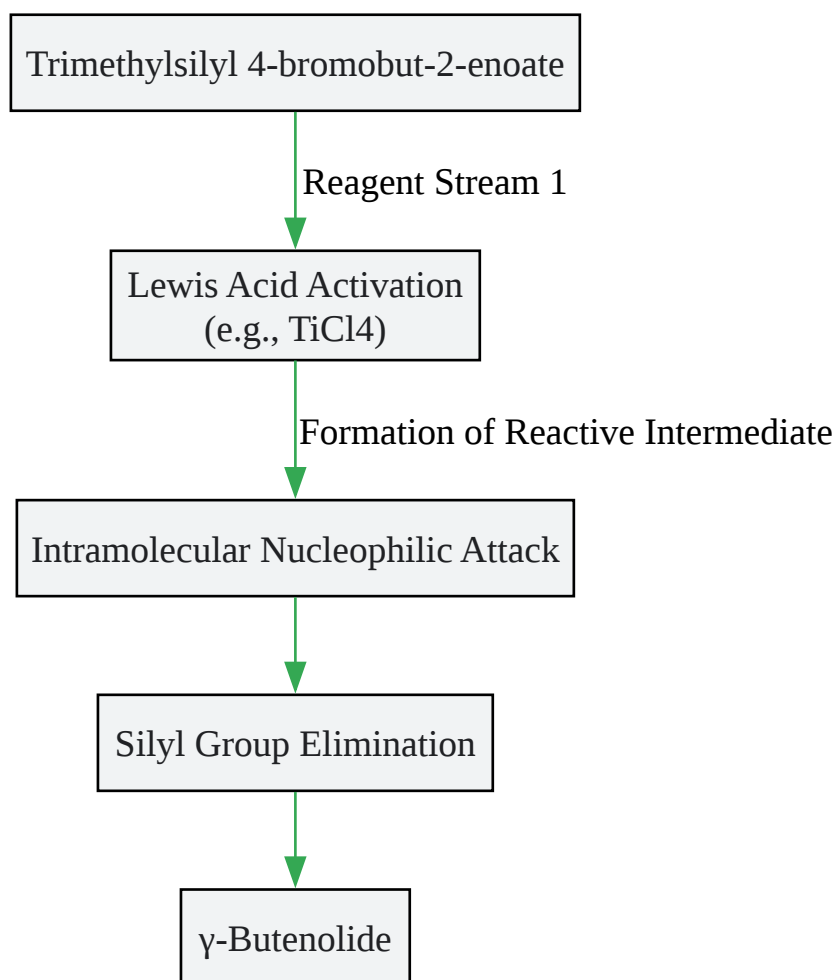 Trimethylsilyl 4-bromobut-2-enoate
Reagent Stream 1
Lewis Acid Activation
(e.g., TiCl4)
Formation of Reactive Intermediate
Intramolecular Nucleophilic Attack
Silyl Group Elimination
γ-Butenolide